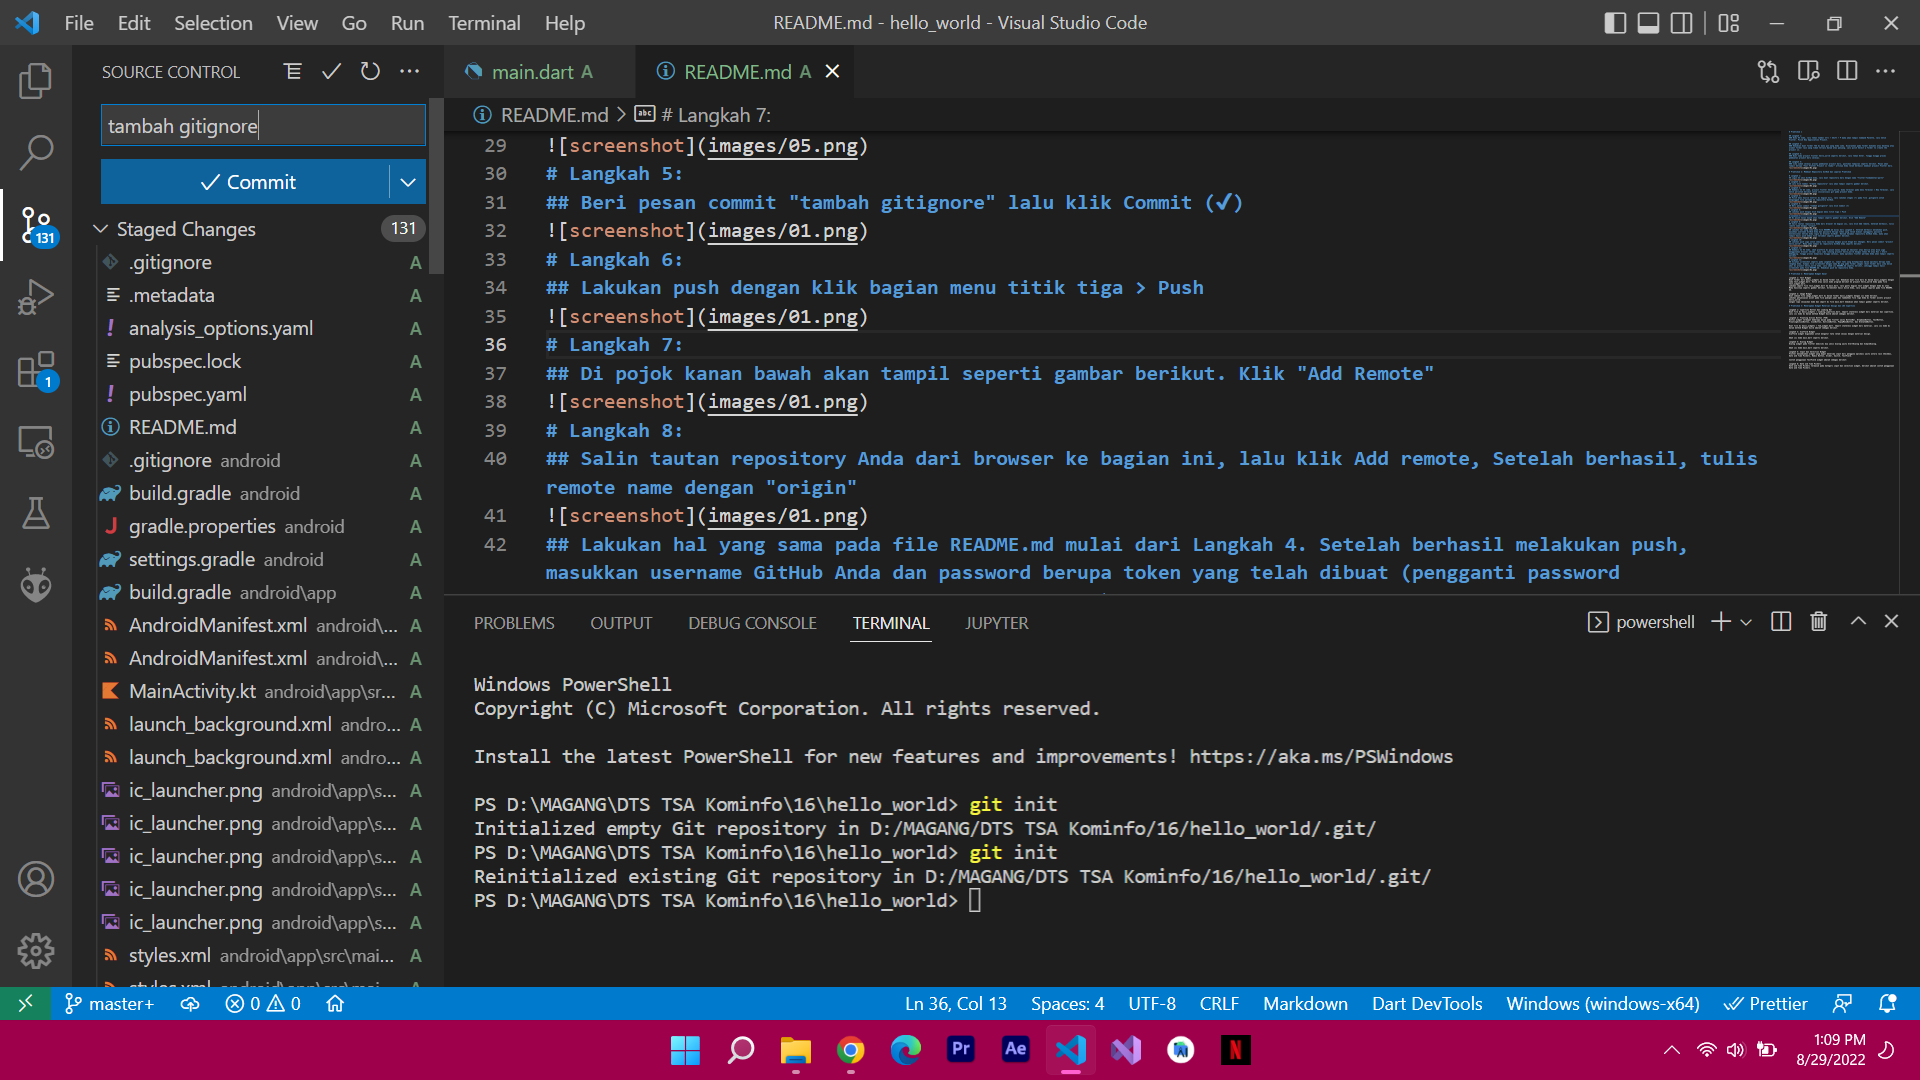 File Edit Selection View Go Run Terminal Help
README.md - hello_world - Visual Studio Code
SOURCE CONTROL
tambah gitignore
Commit
Staged Changes 131
.gitignore A
.metadata A
analysis_options.yaml A
pubspec.lock A
pubspec.yaml A
README.md A
.gitignore android A
build.gradle android A
gradle.properties android A
settings.gradle android A
build.gradle android\app A
AndroidManifest.xml android\... A
AndroidManifest.xml android\... A
MainActivity.kt android\app\sr... A
launch_background.xml andro... A
launch_background.xml andro... A
ic_launcher.png android\app\s... A
ic_launcher.png android\app\s... A
ic_launcher.png android\app\s... A
ic_launcher.png android\app\s... A
ic_launcher.png android\app\s... A
styles.xml android\app\src\mai... A
131
1
main.dart A
README.md A
README.md > # Langkah 7:
29 ![screenshot](images/05.png)
30 # Langkah 5:
31 ## Beri pesan commit "tambah gitignore" lalu klik Commit (✔)
32 ![screenshot](images/01.png)
33 # Langkah 6:
34 ## Lakukan push dengan klik bagian menu titik tiga > Push
35 ![screenshot](images/01.png)
36 # Langkah 7:
37 ## Di pojok kanan bawah akan tampil seperti gambar berikut. Klik "Add Remote"
38 ![screenshot](images/01.png)
39 # Langkah 8:
40 ## Salin tautan repository Anda dari browser ke bagian ini, lalu klik Add remote, Setelah berhasil, tulis
remote name dengan "origin"
41 ![screenshot](images/01.png)
42 ## Lakukan hal yang sama pada file README.md mulai dari Langkah 4. Setelah berhasil melakukan push,
masukkan username GitHub Anda dan password berupa token yang telah dibuat (pengganti password
PROBLEMS OUTPUT DEBUG CONSOLE TERMINAL JUPYTER
powershell
Windows PowerShell
Copyright (C) Microsoft Corporation. All rights reserved.
Install the latest PowerShell for new features and improvements! https://aka.ms/PSWindows
PS D:\MAGANG\DTS TSA Kominfo\16\hello_world> git init
Initialized empty Git repository in D:/MAGANG/DTS TSA Kominfo/16/hello_world/.git/
PS D:\MAGANG\DTS TSA Kominfo\16\hello_world> git init
Reinitialized existing Git repository in D:/MAGANG/DTS TSA Kominfo/16/hello_world/.git/
PS D:\MAGANG\DTS TSA Kominfo\16\hello_world>
master+ 0 0
Ln 36, Col 13 Spaces: 4 UTF-8 CRLF Markdown Dart DevTools Windows (windows-x64) Prettier
Pr Ae N
1:09 PM
8/29/2022